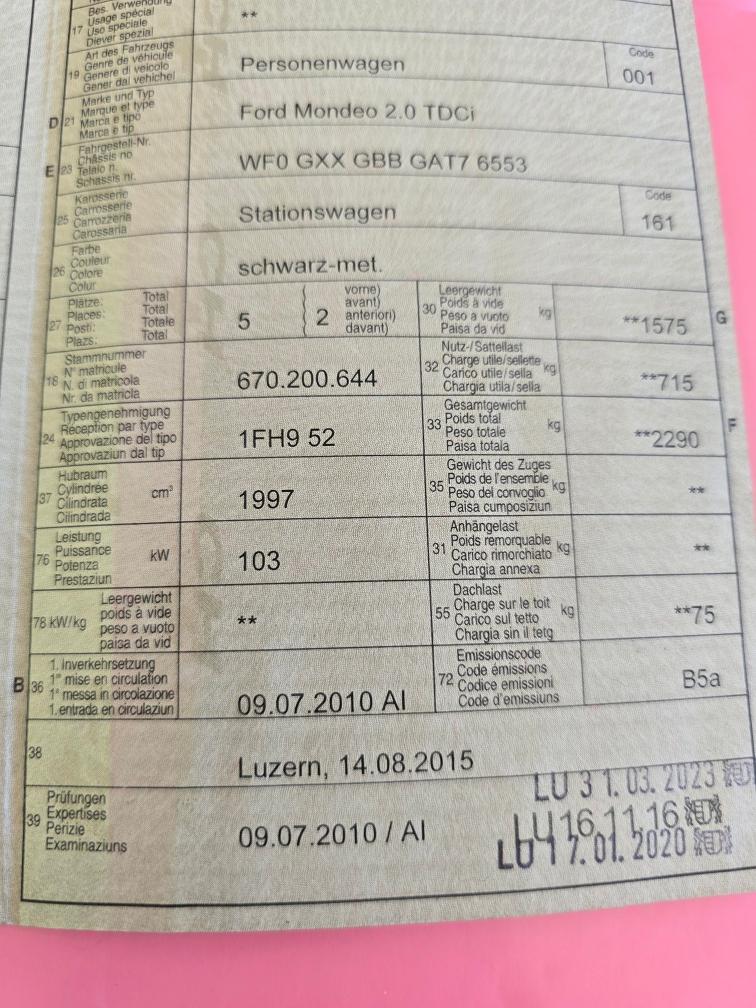 Bes. Verwendung
Usage spécial
17 Uso speciale
Diever spezial
**
Art des Fahrzeugs
Genre de véhicule
19 Genere di veicolo
Gener dal vehichel
Personenwagen
Code
001
Marke und Typ
D 21 Marque et type
Marca e tipo
Marca e tip
Ford Mondeo 2.0 TDCi
Fahrgestell-Nr.
Châssis no
E 23 Telaio n.
Schassis nr.
WF0 GXX GBB GAT7 6553
Karosserie
Carrosserie
25 Carrozzeria
Carossaria
Stationswagen
Code
161
Farbe
Couleur
26 Colore
Colur
schwarz-met.
Plätze: Total
Places: Total
27 Posti: Totale
Plazs: Total
5 ( 2 vorne)
avant)
anteriori)
davant)
Leergewicht
30 Poids à vide kg
Peso a vuoto
Paisa da vid
**1575 G
Stammnummer
N° matricule
18 N. di matricola
Nr. da matricla
670.200.644
Nutz-/Sattellast
32 Charge utile/sellette kg
Carico utile/sella
Chargia utila/sella
**715
Typengenehmigung
Réception par type
24 Approvazione del tipo
Approvaziun dal tip
1FH9 52
Gesamtgewicht
33 Poids total kg
Peso totale
Paisa totala
**2290 F
Hubraum
37 Cylindrée cm³
Cilindrata
Cilindrada
1997
Gewicht des Zuges
35 Poids de l'ensemble kg
Peso del convoglio
Paisa cumposiziun
**
Leistung
76 Puissance kW
Potenza
Prestaziun
103
Anhängelast
31 Poids remorquable kg
Carico rimorchiato
Chargia annexa
**
Leergewicht
78 kW/kg poids à vide
peso a vuoto
paisa da vid
**
Dachlast
55 Charge sur le toit kg
Carico sul tetto
Chargia sin il tetg
**75
1. Inverkehrsetzung
B 36 1re mise en circulation
1a messa in circolazione
1. entrada en circulaziun
09.07.2010 AI
Emissionscode
72 Code émissions
Codice emissioni
Code d'emissiuns
B5a
38
Luzern, 14.08.2015
Prüfungen
39 Expertises
Perizie
Examinaziuns
09.07.2010 / AI
LU 31.03.2023
LU 16.11.16
LU 17.01.2020